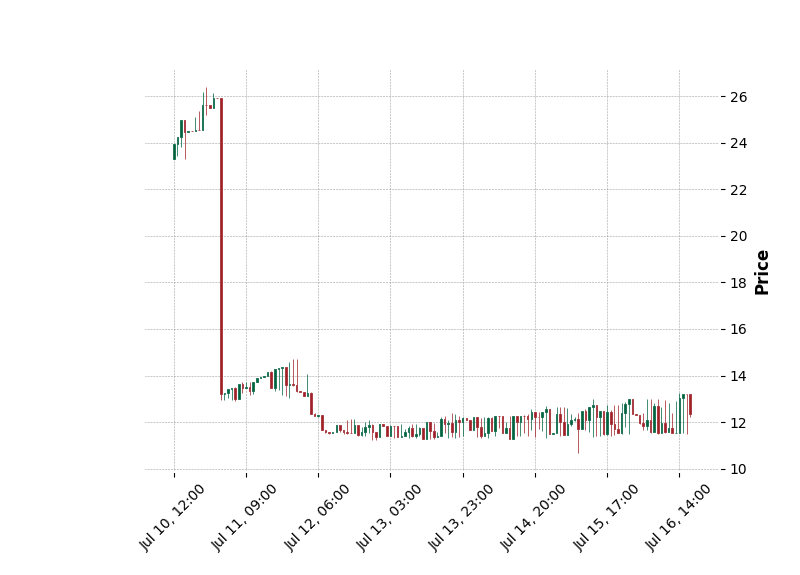 26
24
22
20
18
16
14
12
10
Price
Jul 10, 12:00
Jul 11, 09:00
Jul 12, 06:00
Jul 13, 03:00
Jul 13, 23:00
Jul 14, 20:00
Jul 15, 17:00
Jul 16, 14:00